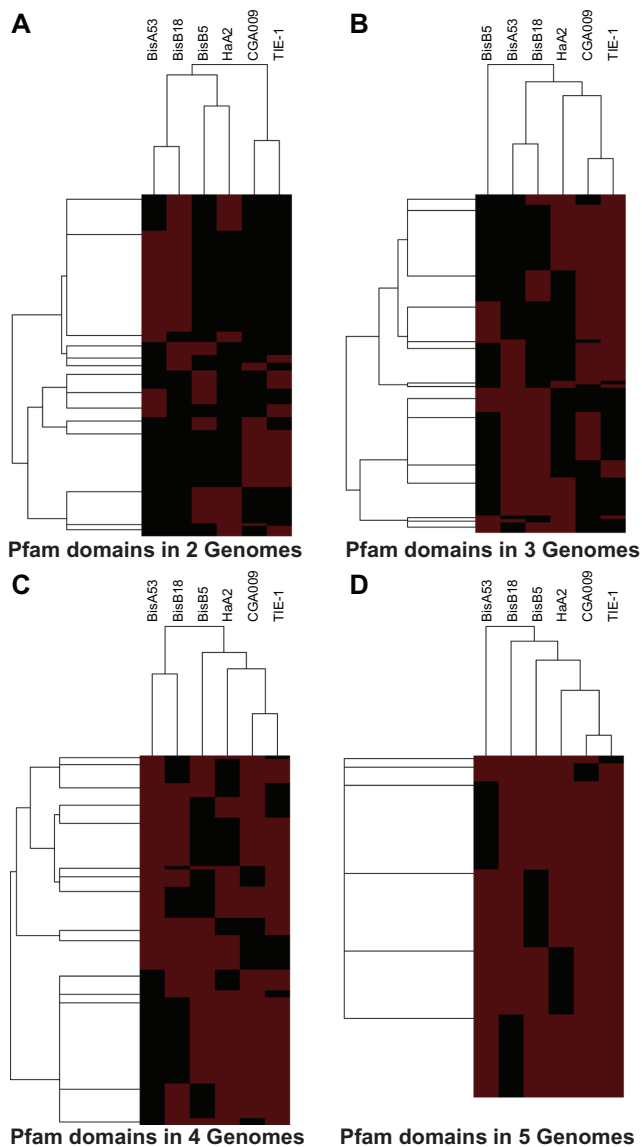 A
BisA53
BisB18
BisB5
HaA2
CGA009
TIE-1
Pfam domains in 2 Genomes
B
BisB5
BisA53
BisB18
HaA2
CGA009
TIE-1
Pfam domains in 3 Genomes
C
BisA53
BisB18
BisB5
HaA2
CGA009
TIE-1
Pfam domains in 4 Genomes
D
BisA53
BisB18
BisB5
HaA2
CGA009
TIE-1
Pfam domains in 5 Genomes